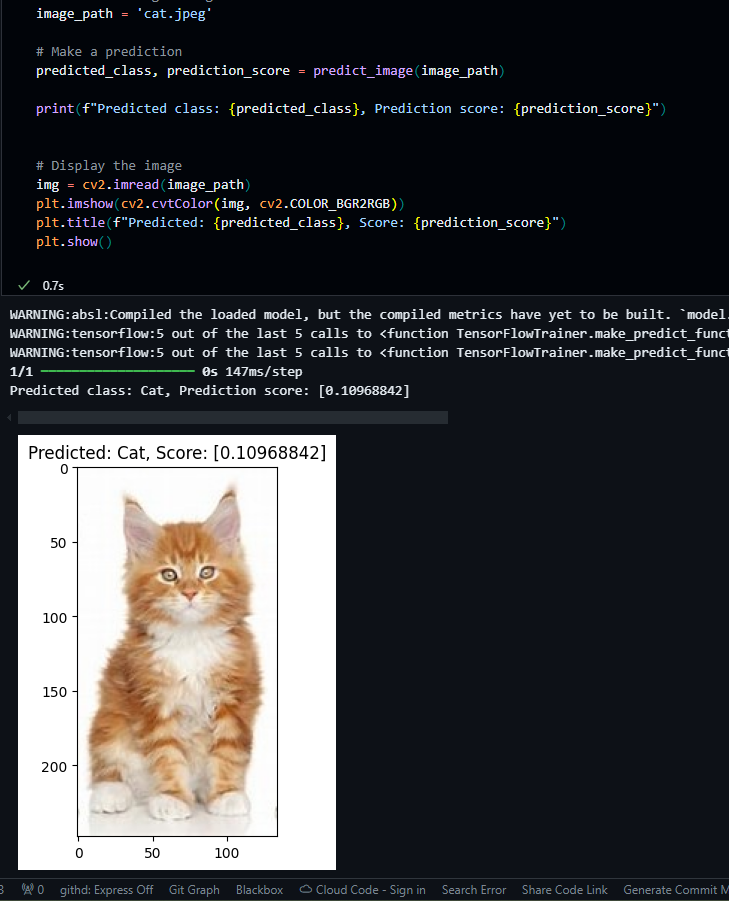 image_path = 'cat.jpeg'
# Make a prediction
predicted_class, prediction_score = predict_image(image_path)
print(f"Predicted class: {predicted_class}, Prediction score: {prediction_score}")
# Display the image
img = cv2.imread(image_path)
plt.imshow(cv2.cvtColor(img, cv2.COLOR_BGR2RGB))
plt.title(f"Predicted: {predicted_class}, Score: {prediction_score}")
plt.show()
0.7s
WARNING:absl:Compiled the loaded model, but the compiled metrics have yet to be built. `model.
WARNING:tensorflow:5 out of the last 5 calls to <function TensorFlowTrainer.make_predict_funct
WARNING:tensorflow:5 out of the last 5 calls to <function TensorFlowTrainer.make_predict_funct
1/1 ━━━━━━━━━━━━━━━━━━━━ 0s 147ms/step
Predicted class: Cat, Prediction score: [0.10968842]
Predicted: Cat, Score: [0.10968842]
0
50
100
150
200
0 50 100
0 githd: Express Off Git Graph Blackbox Cloud Code - Sign in Search Error Share Code Link Generate Commit M